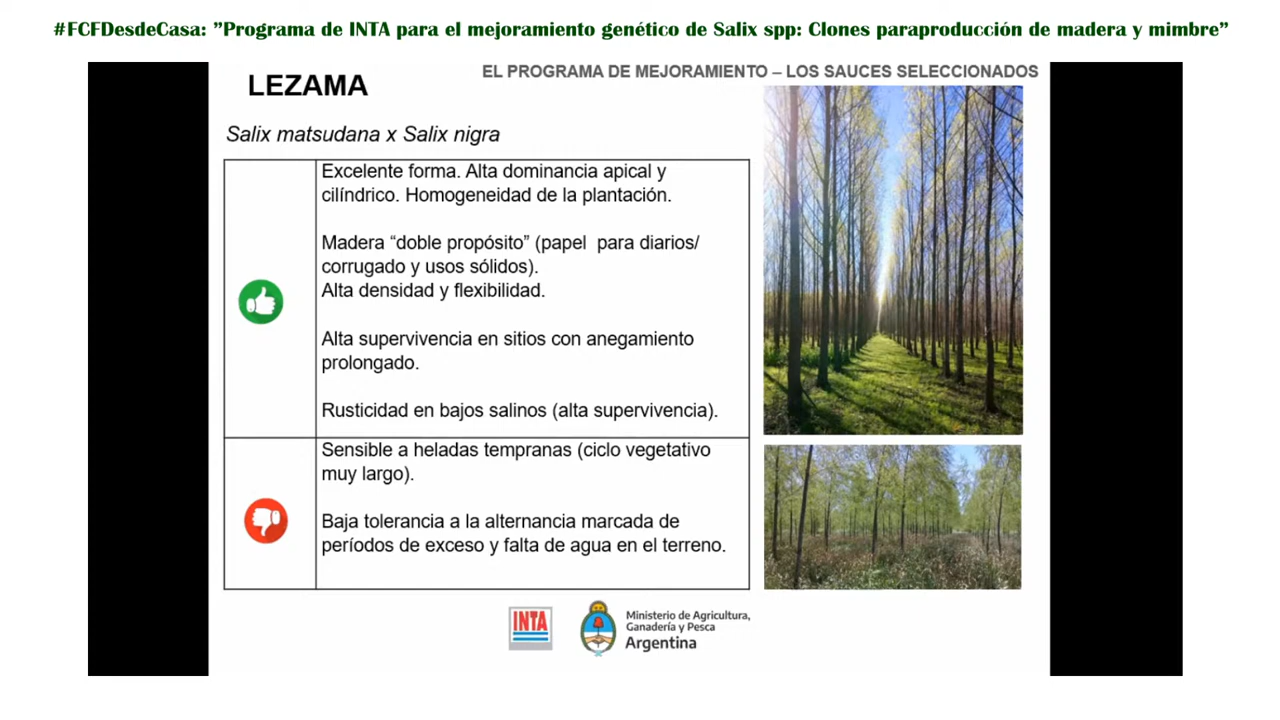 #FCFDesdeCasa: ”Programa de INTA para el mejoramiento genético de Salix spp: Clones paraproducción de madera y mimbre”
EL PROGRAMA DE MEJORAMIENTO – LOS SAUCES SELECCIONADOS
LEZAMA
Salix matsudana x Salix nigra
Excelente forma. Alta dominancia apical y
cilíndrico. Homogeneidad de la plantación.
Madera “doble propósito” (papel para diarios/
corrugado y usos sólidos).
Alta densidad y flexibilidad.
Alta supervivencia en sitios con anegamiento
prolongado.
Rusticidad en bajos salinos (alta supervivencia).
Sensible a heladas tempranas (ciclo vegetativo
muy largo).
Baja tolerancia a la alternancia marcada de
períodos de exceso y falta de agua en el terreno.
INTA
Ministerio de Agricultura,
Ganadería y Pesca
Argentina